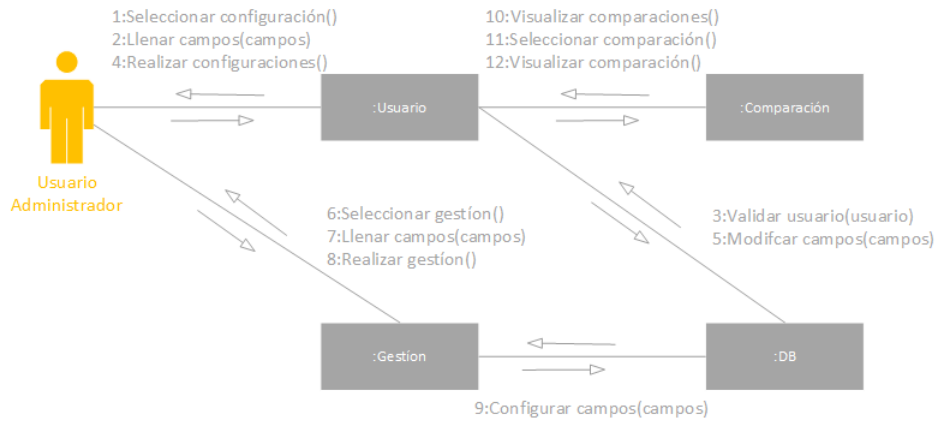 1:Seleccionar configuración()
2:Llenar campos(campos)
4:Realizar configuraciones()
10:Visualizar comparaciones()
11:Seleccionar comparación()
12:Visualizar comparación()
:Usuario
:Comparación
Usuario
Administrador
6:Seleccionar gestíon()
7:Llenar campos(campos)
8:Realizar gestíon()
3:Validar usuario(usuario)
5:Modifcar campos(campos)
:Gestíon
:DB
9:Configurar campos(campos)